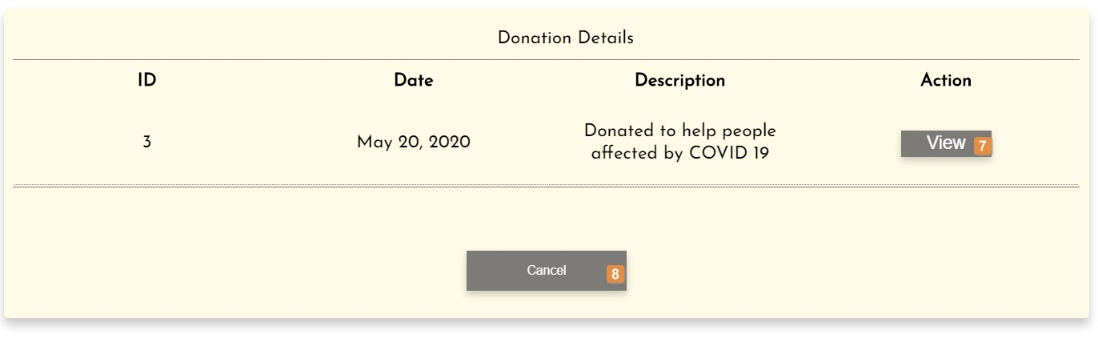 Donation Details
ID Date Description Action
3 May 20, 2020 Donated to help people affected by COVID 19 View 7
Cancel 8